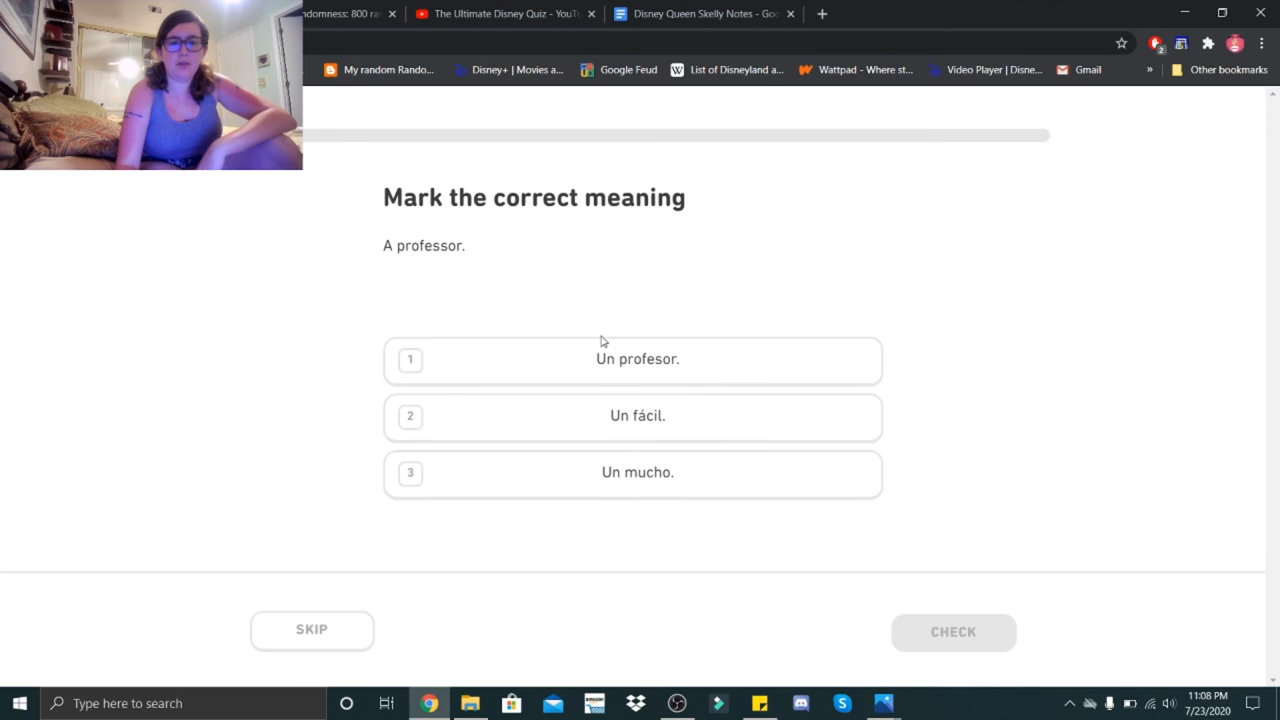 ndomness: 800 ra
The Ultimate Disney Quiz - YouT
Disney Queen Skelly Notes - Goo
My random Rando...
Disney+ | Movies a...
Google Feud
List of Disneyland a...
Wattpad - Where st...
Video Player | Disne...
Gmail
»
Other bookmarks
Mark the correct meaning
A professor.
1 Un profesor.
2 Un fácil.
3 Un mucho.
SKIP
CHECK
Type here to search
11:08 PM
7/23/2020